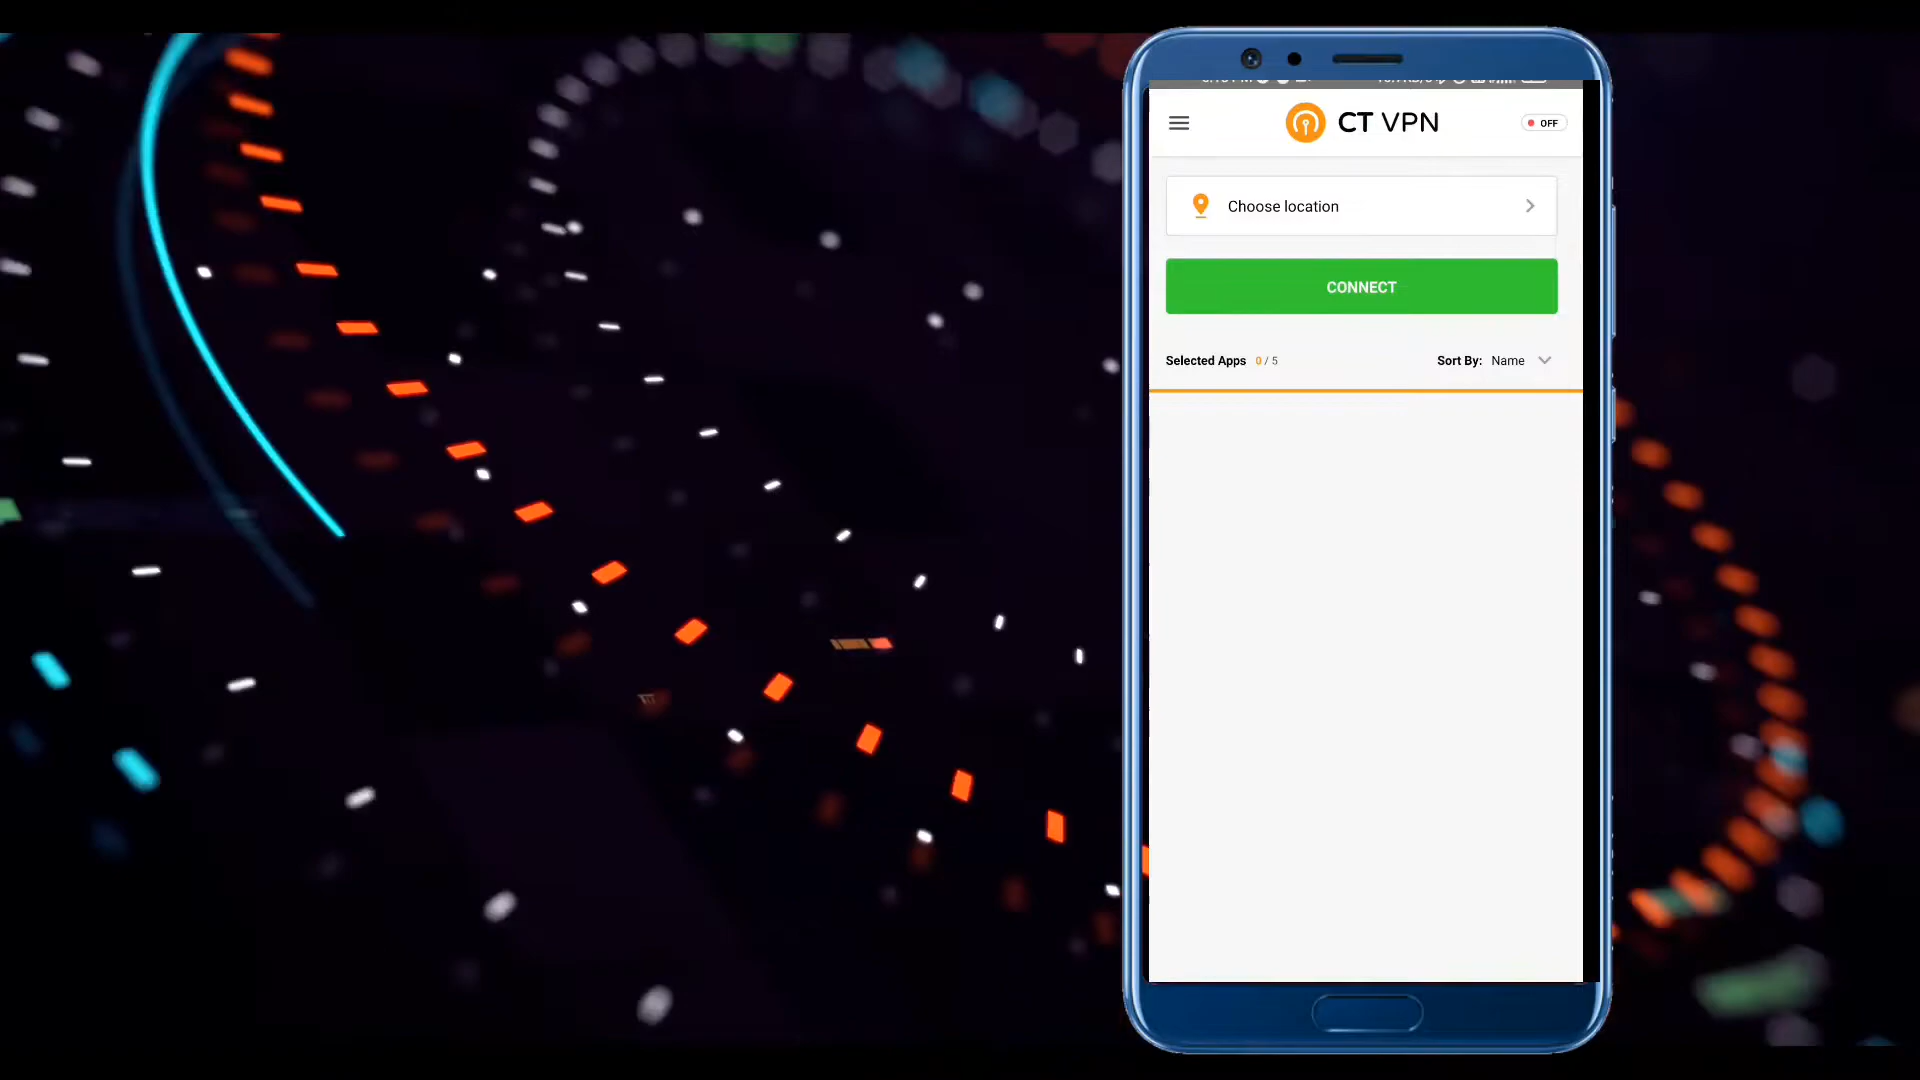 CT VPN
OFF
Choose location
CONNECT
Selected Apps 0 / 5
Sort By: Name